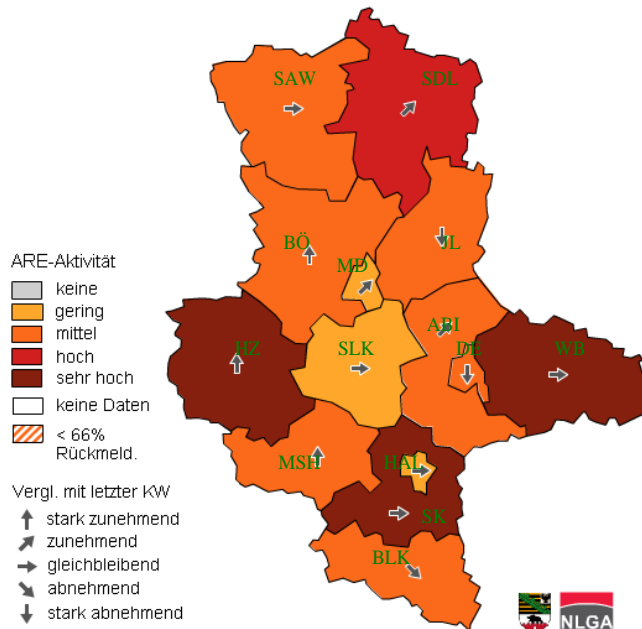 SAW
SDL
BÖ
MD
JL
ABI
DE
WB
HZ
SLK
MSH
HAL
SK
BLK
ARE-Aktivität
keine
gering
mittel
hoch
sehr hoch
keine Daten
< 66%
Rückmeld.
Vergl. mit letzter KW
stark zunehmend
zunehmend
gleichbleibend
abnehmend
stark abnehmend
NLGA